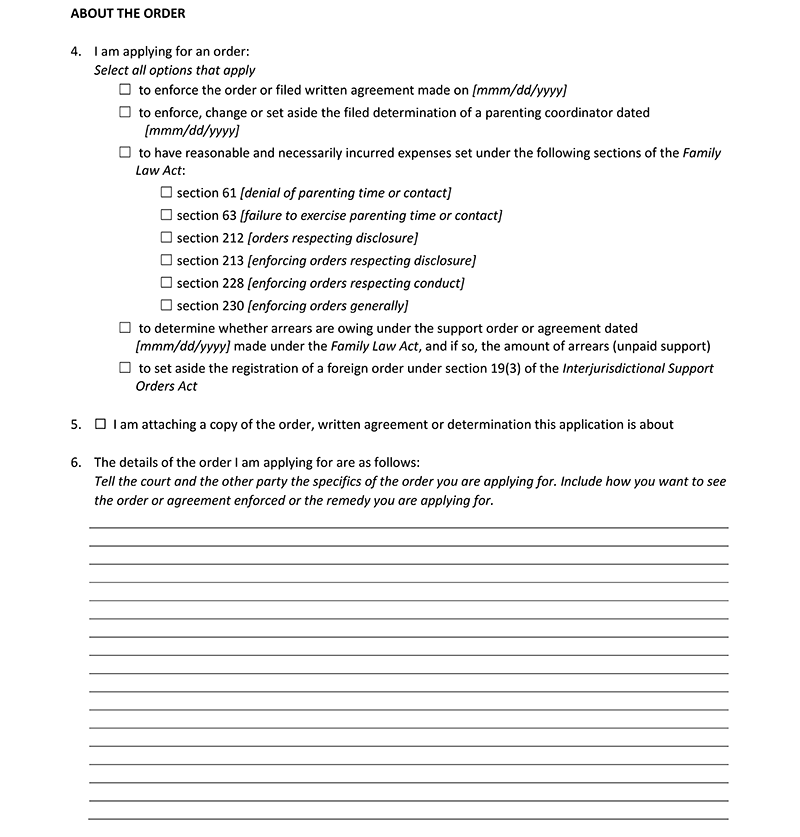 ABOUT THE ORDER
4. I am applying for an order:
Select all options that apply
☐ to enforce the order or filed written agreement made on [mmm/dd/yyyy]
☐ to enforce, change or set aside the filed determination of a parenting coordinator dated
[mmm/dd/yyyy]
☐ to have reasonable and necessarily incurred expenses set under the following sections of the Family
Law Act:
☐ section 61 [denial of parenting time or contact]
☐ section 63 [failure to exercise parenting time or contact]
☐ section 212 [orders respecting disclosure]
☐ section 213 [enforcing orders respecting disclosure]
☐ section 228 [enforcing orders respecting conduct]
☐ section 230 [enforcing orders generally]
☐ to determine whether arrears are owing under the support order or agreement dated
[mmm/dd/yyyy] made under the Family Law Act, and if so, the amount of arrears (unpaid support)
☐ to set aside the registration of a foreign order under section 19(3) of the Interjurisdictional Support
Orders Act
5. ☐ I am attaching a copy of the order, written agreement or determination this application is about
6. The details of the order I am applying for are as follows:
Tell the court and the other party the specifics of the order you are applying for. Include how you want to see
the order or agreement enforced or the remedy you are applying for.